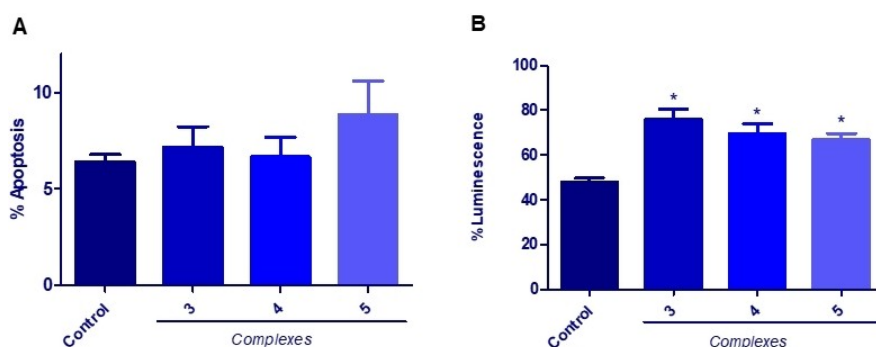 A
% Apoptosis
10
5
0
Control
3
4
5
Complexes
B
%Luminescence
100
80
60
40
20
0
*
*
*
Control
3
4
5
Complexes